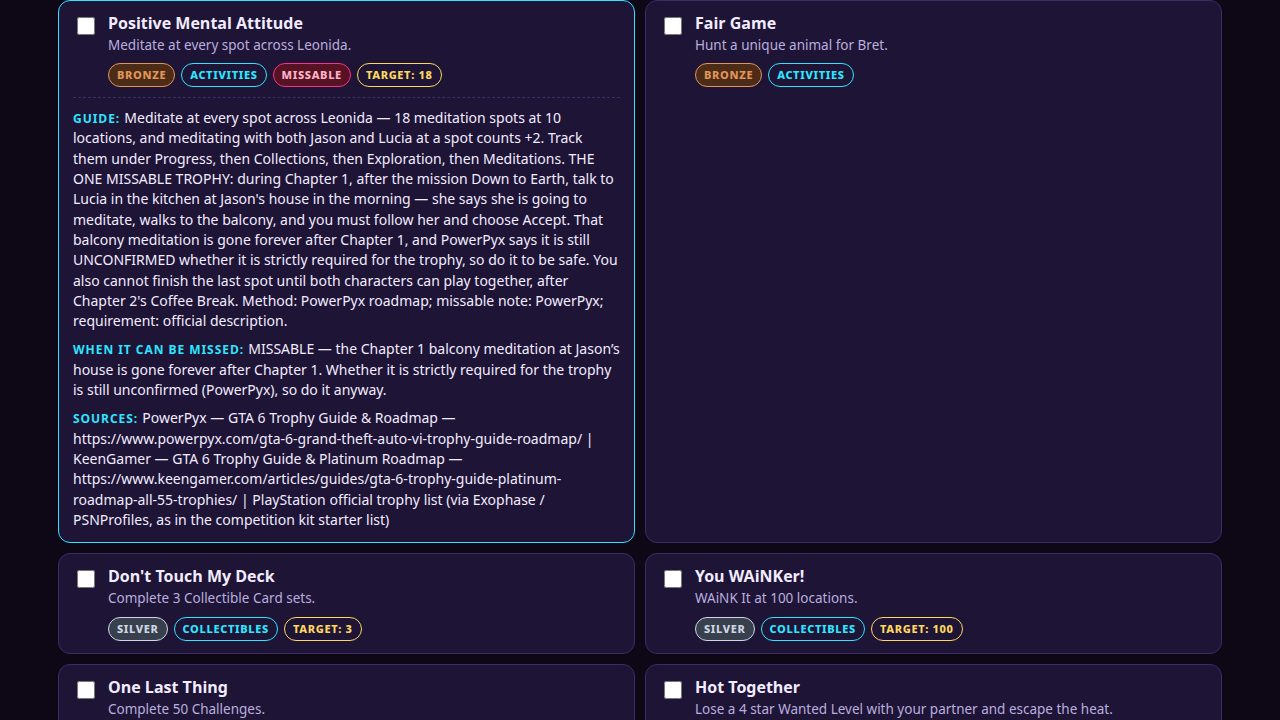 Positive Mental Attitude
Meditate at every spot across Leonida.
BRONZE ACTIVITIES MISSABLE TARGET: 18
GUIDE: Meditate at every spot across Leonida — 18 meditation spots at 10
locations, and meditating with both Jason and Lucia at a spot counts +2. Track
them under Progress, then Collections, then Exploration, then Meditations. THE
ONE MISSABLE TROPHY: during Chapter 1, after the mission Down to Earth, talk to
Lucia in the kitchen at Jason's house in the morning — she says she is going to
meditate, walks to the balcony, and you must follow her and choose Accept. That
balcony meditation is gone forever after Chapter 1, and PowerPyx says it is still
UNCONFIRMED whether it is strictly required for the trophy, so do it to be safe. You
also cannot finish the last spot until both characters can play together, after
Chapter 2's Coffee Break. Method: PowerPyx roadmap; missable note: PowerPyx;
requirement: official description.
WHEN IT CAN BE MISSED: MISSABLE — the Chapter 1 balcony meditation at Jason's
house is gone forever after Chapter 1. Whether it is strictly required for the trophy
is still unconfirmed (PowerPyx), so do it anyway.
SOURCES: PowerPyx — GTA 6 Trophy Guide & Roadmap —
https://www.powerpyx.com/gta-6-grand-theft-auto-vi-trophy-guide-roadmap/ |
KeenGamer — GTA 6 Trophy Guide & Platinum Roadmap —
https://www.keengamer.com/articles/guides/gta-6-trophy-guide-platinum-
roadmap-all-55-trophies/ | PlayStation official trophy list (via Exophase /
PSNProfiles, as in the competition kit starter list)
Fair Game
Hunt a unique animal for Bret.
BRONZE ACTIVITIES
Don't Touch My Deck
Complete 3 Collectible Card sets.
SILVER COLLECTIBLES TARGET: 3
You WAiNKer!
WAiNK It at 100 locations.
SILVER COLLECTIBLES TARGET: 100
One Last Thing
Complete 50 Challenges.
Hot Together
Lose a 4 star Wanted Level with your partner and escape the heat.